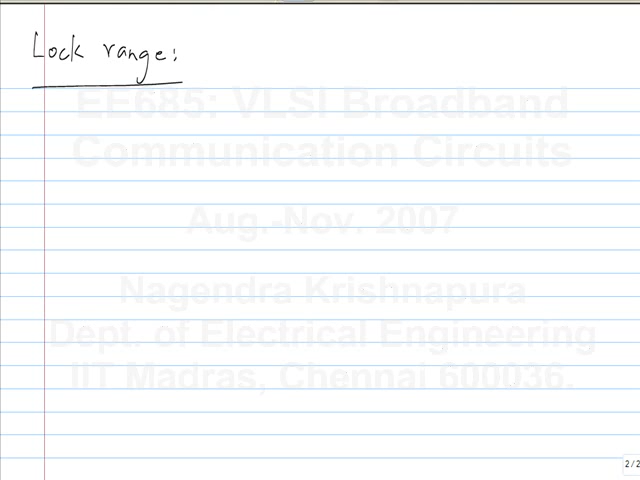 Lock range:
EE685: VLSI Broadband
Communication Circuits
Aug.-Nov. 2007
Nagendra Krishnapura
Dept. of Electrical Engineering
IIT Madras, Chennai 600036.
2/2